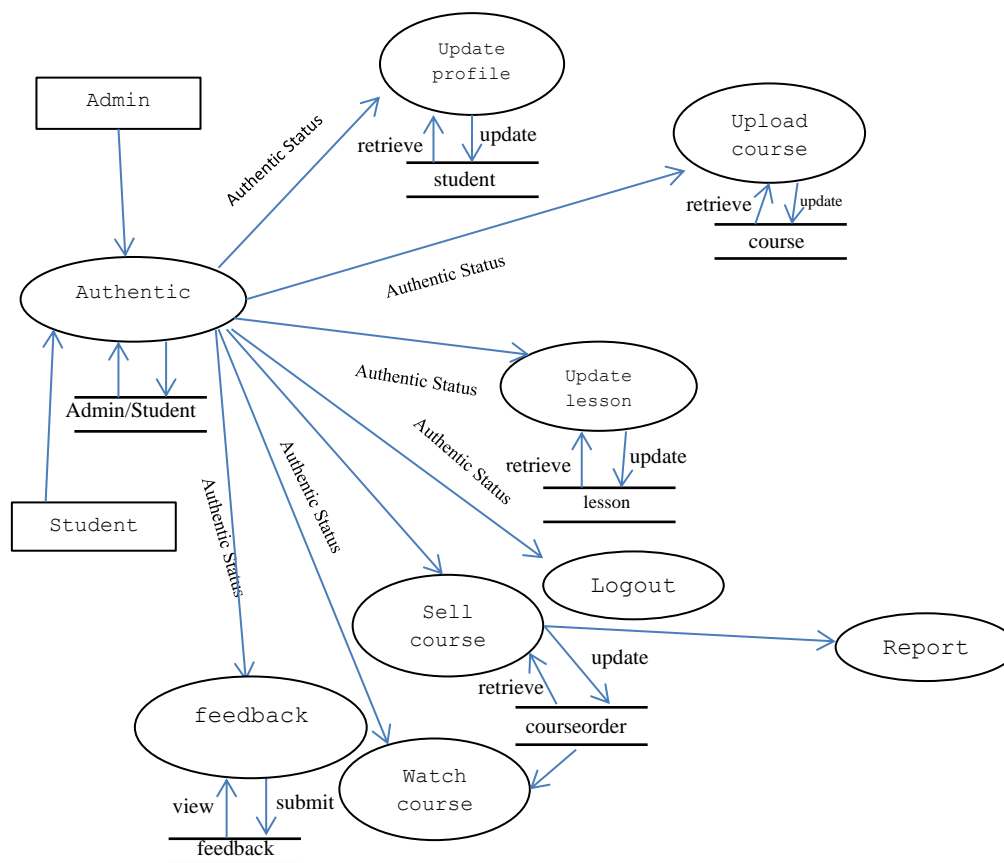 Update
profile
Admin
Upload
course
Authentic Status
retrieve
update
student
retrieve
update
course
Authentic
Authentic Status
Authentic Status
Update
lesson
Admin/Student
Authentic Status
Authentic Status
retrieve
update
lesson
Student
Authentic Status
Logout
Sell
course
Report
update
retrieve
courseorder
feedback
Watch
course
view
submit
feedback